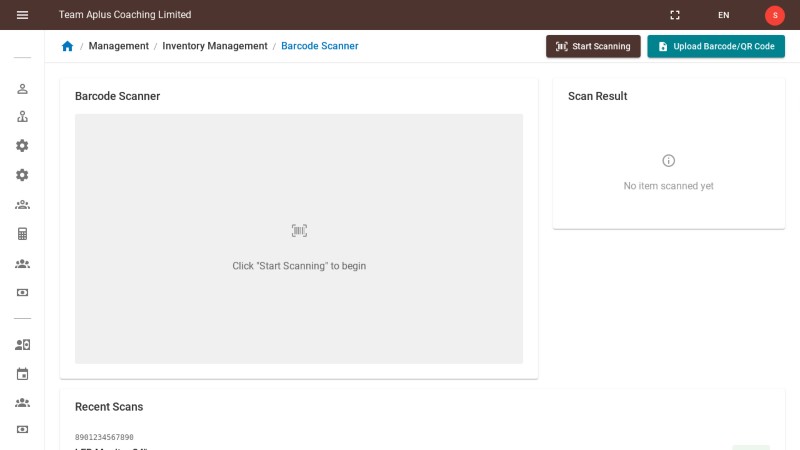 Team Aplus Coaching Limited
EN
S
/ Management / Inventory Management / Barcode Scanner
Start Scanning
Upload Barcode/QR Code
Barcode Scanner
Scan Result
No item scanned yet
Click "Start Scanning" to begin
Recent Scans
8901234567890